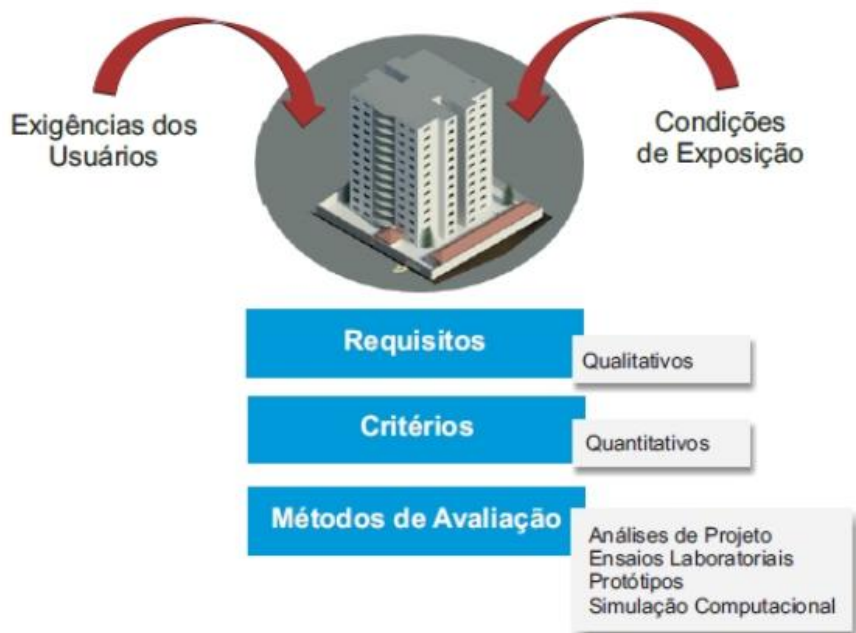 Exigências dos
Usuários
Condições
de Exposição
Requisitos
Qualitativos
Critérios
Quantitativos
Métodos de Avaliação
Análises de Projeto
Ensaios Laboratoriais
Protótipos
Simulação Computacional